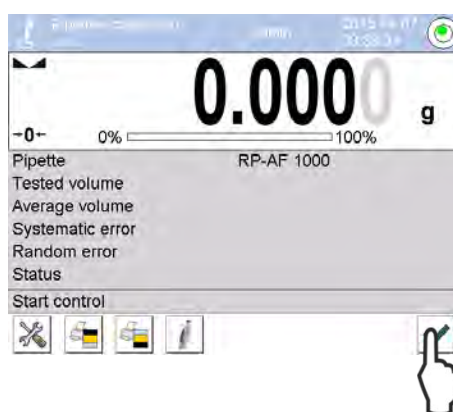 0.0000 g
→0← 0% 100%
Pipette RP-AF 1000
Tested volume
Average volume
Systematic error
Random error
Status
Start control